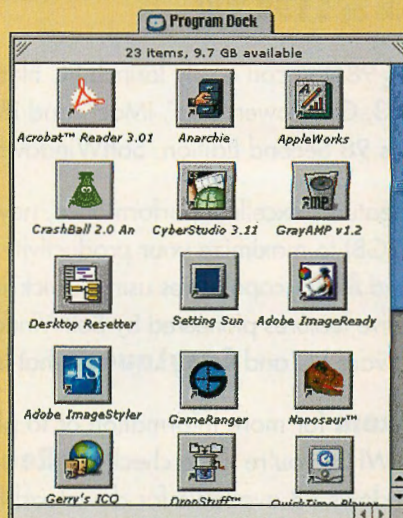 Program Dock
23 items, 9.7 GB available
Acrobat™ Reader 3.01
Anarchie
AppleWorks
CrashBall 2.0 An
CyberStudio 3.11
GrayAMP v1.2
MP
Desktop Resetter
Setting Sun
Adobe ImageReady
IS
Adobe ImageStyler
GameRanger
Nanosaur™
Gerry's ICQ
DropStuff™
QuickTime Player